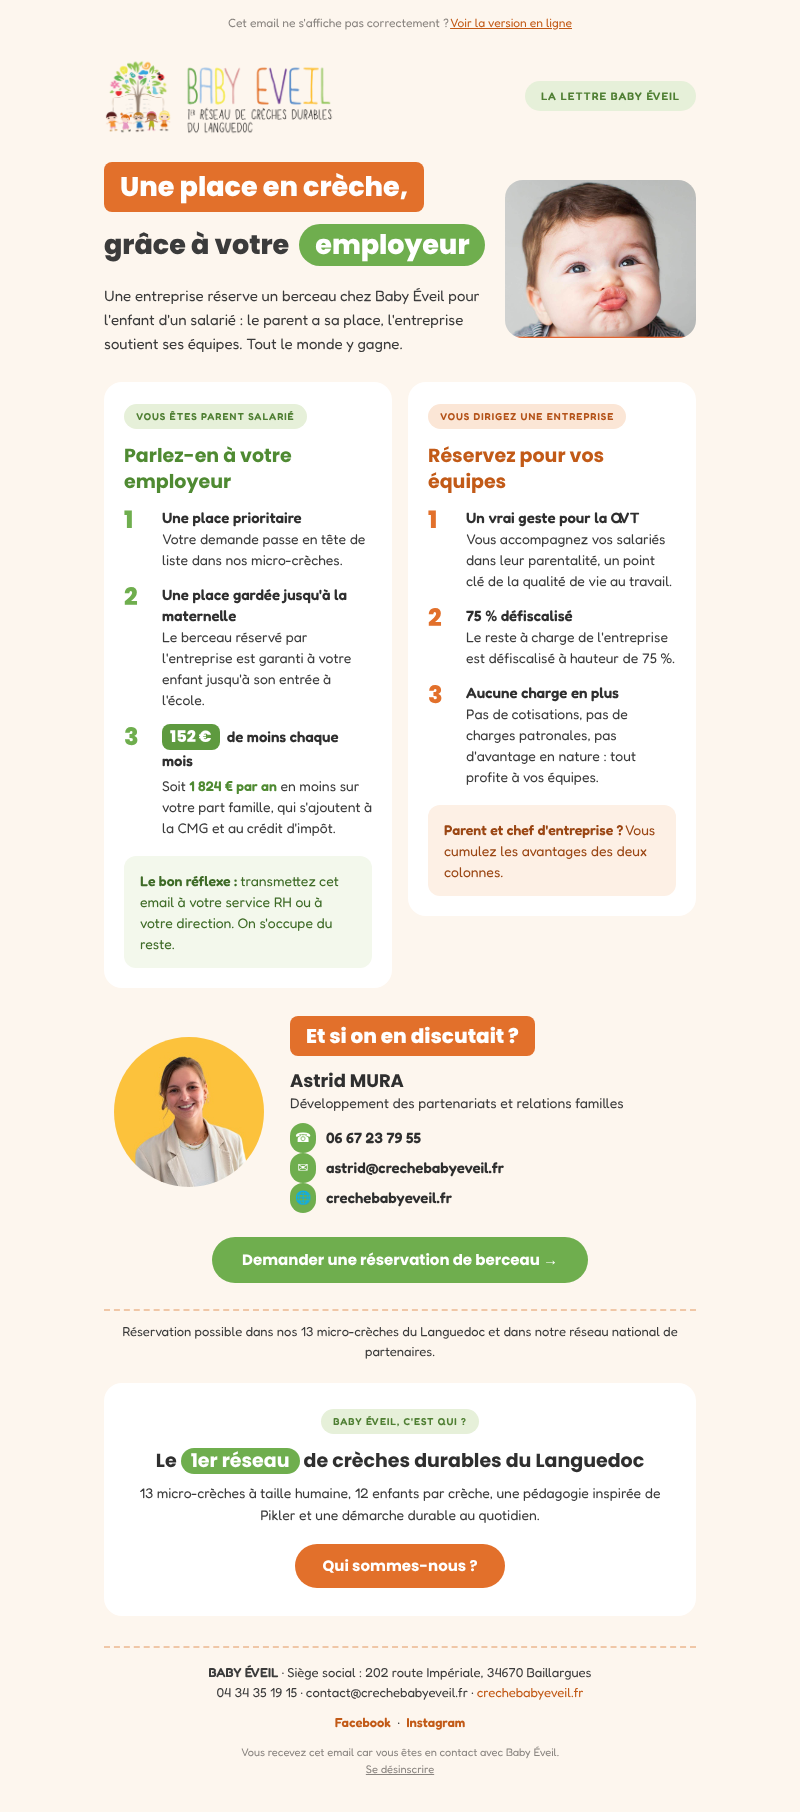 Cet email ne s'affiche pas correctement ? Voir la version en ligne
BABY EVEIL
1er RÉSEAU DE CRÈCHES DURABLES
DU LANGUEDOC
LA LETTRE BABY ÉVEIL
Une place en crèche,
grâce à votre employeur
Une entreprise réserve un berceau chez Baby Éveil pour
l'enfant d'un salarié : le parent a sa place, l'entreprise
soutient ses équipes. Tout le monde y gagne.
VOUS ÊTES PARENT SALARIÉ
Parlez-en à votre
employeur
1 Une place prioritaire
Votre demande passe en tête de
liste dans nos micro-crèches.
2 Une place gardée jusqu'à la
maternelle
Le berceau réservé par
l'entreprise est garanti à votre
enfant jusqu'à son entrée à
l'école.
3 152 € de moins chaque
mois
Soit 1 824 € par an en moins sur
votre part famille, qui s'ajoutent à
la CMG et au crédit d'impôt.
Le bon réflexe : transmettez cet
email à votre service RH ou à
votre direction. On s'occupe du
reste.
VOUS DIRIGEZ UNE ENTREPRISE
Réservez pour vos
équipes
1 Un vrai geste pour la QVT
Vous accompagnez vos salariés
dans leur parentalité, un point
clé de la qualité de vie au travail.
2 75 % défiscalisé
Le reste à charge de l'entreprise
est défiscalisé à hauteur de 75 %.
3 Aucune charge en plus
Pas de cotisations, pas de
charges patronales, pas
d'avantage en nature : tout
profite à vos équipes.
Parent et chef d'entreprise ? Vous
cumulez les avantages des deux
colonnes.
Et si on en discutait ?
Astrid MURA
Développement des partenariats et relations familles
06 67 23 79 55
astrid@crechebabyeveil.fr
crechebabyeveil.fr
Demander une réservation de berceau →
Réservation possible dans nos 13 micro-crèches du Languedoc et dans notre réseau national de
partenaires.
BABY ÉVEIL, C'EST QUI ?
Le 1er réseau de crèches durables du Languedoc
13 micro-crèches à taille humaine, 12 enfants par crèche, une pédagogie inspirée de
Pikler et une démarche durable au quotidien.
Qui sommes-nous ?
BABY ÉVEIL · Siège social : 202 route Impériale, 34670 Baillargues
04 34 35 19 15 · contact@crechebabyeveil.fr · crechebabyeveil.fr
Facebook · Instagram
Vous recevez cet email car vous êtes en contact avec Baby Éveil.
Se désinscrire